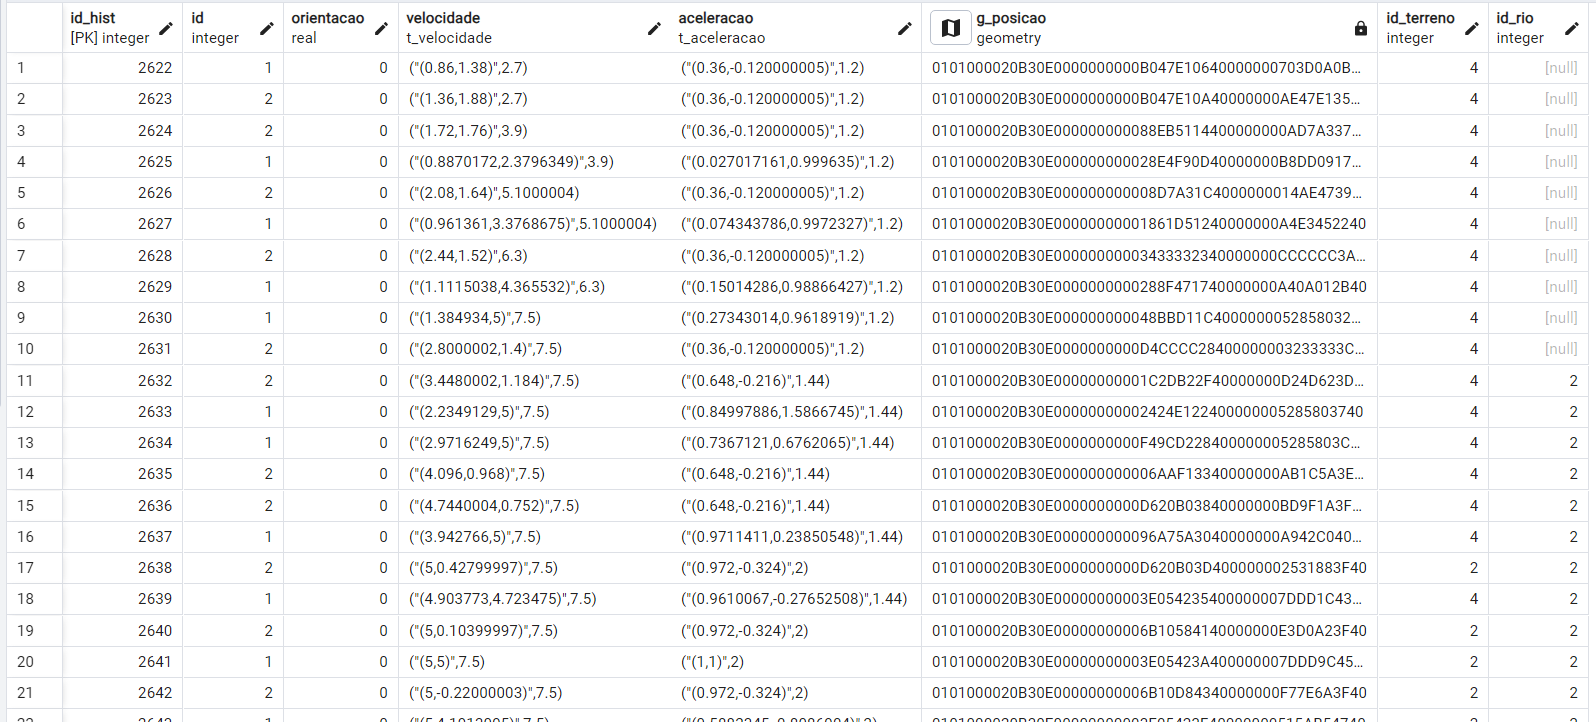 id_hist id orientacao velocidade aceleracao g_posicao id_terreno id_rio
[PK] integer integer real t_velocidade t_aceleracao geometry integer integer
1 2622 1 0 ("(0.86,1.38)",2.7) ("(0.36,-0.120000005)",1.2) 0101000020B30E0000000000B047E10640000000703D0A0B... 4 [null]
2 2623 2 0 ("(1.36,1.88)",2.7) ("(0.36,-0.120000005)",1.2) 0101000020B30E0000000000B047E10A40000000AE47E135... 4 [null]
3 2624 2 0 ("(1.72,1.76)",3.9) ("(0.36,-0.120000005)",1.2) 0101000020B30E000000000088EB5114400000000AD7A337... 4 [null]
4 2625 1 0 ("(0.8870172,2.3796349)",3.9) ("(0.027017161,0.999635)",1.2) 0101000020B30E000000000028E4F90D40000000B8DD0917... 4 [null]
5 2626 2 0 ("(2.08,1.64)",5.1000004) ("(0.36,-0.120000005)",1.2) 0101000020B30E000000000008D7A31C4000000014AE4739... 4 [null]
6 2627 1 0 ("(0.961361,3.3768675)",5.1000004) ("(0.074343786,0.9972327)",1.2) 0101000020B30E00000000001861D51240000000A4E3452240 4 [null]
7 2628 2 0 ("(2.44,1.52)",6.3) ("(0.36,-0.120000005)",1.2) 0101000020B30E00000000003433332340000000CCCCCC3A... 4 [null]
8 2629 1 0 ("(1.1115038,4.365532)",6.3) ("(0.15014286,0.98866427)",1.2) 0101000020B30E0000000000288F471740000000A40A012B40 4 [null]
9 2630 1 0 ("(1.384934,5)",7.5) ("(0.27343014,0.9618919)",1.2) 0101000020B30E000000000048BBD11C4000000052858032... 4 [null]
10 2631 2 0 ("(2.8000002,1.4)",7.5) ("(0.36,-0.120000005)",1.2) 0101000020B30E0000000000D4CCCC28400000003233333C... 4 [null]
11 2632 2 0 ("(3.4480002,1.184)",7.5) ("(0.648,-0.216)",1.44) 0101000020B30E00000000001C2DB22F40000000D24D623D... 4 2
12 2633 1 0 ("(2.2349129,5)",7.5) ("(0.84997886,1.5866745)",1.44) 0101000020B30E00000000002424E122400000005285803740 4 2
13 2634 1 0 ("(2.9716249,5)",7.5) ("(0.7367121,0.6762065)",1.44) 0101000020B30E0000000000F49CD228400000005285803C... 4 2
14 2635 2 0 ("(4.096,0.968)",7.5) ("(0.648,-0.216)",1.44) 0101000020B30E000000000006AAF13340000000AB1C5A3E... 4 2
15 2636 2 0 ("(4.7440004,0.752)",7.5) ("(0.648,-0.216)",1.44) 0101000020B30E0000000000D620B03840000000BD9F1A3F... 4 2
16 2637 1 0 ("(3.942766,5)",7.5) ("(0.9711411,0.23850548)",1.44) 0101000020B30E000000000096A75A3040000000A942C040... 4 2
17 2638 2 0 ("(5,0.42799997)",7.5) ("(0.972,-0.324)",2) 0101000020B30E0000000000D620B03D400000002531883F40 2 2
18 2639 1 0 ("(4.903773,4.723475)",7.5) ("(0.9610067,-0.27652508)",1.44) 0101000020B30E00000000003E054235400000007DDD1C43... 4 2
19 2640 2 0 ("(5,0.10399997)",7.5) ("(0.972,-0.324)",2) 0101000020B30E00000000006B10584140000000E3D0A23F40 2 2
20 2641 1 0 ("(5,5)",7.5) ("(1,1)",2) 0101000020B30E00000000003E05423A400000007DDD9C45... 2 2
21 2642 2 0 ("(5,-0.22000003)",7.5) ("(0.972,-0.324)",2) 0101000020B30E00000000006B10D84340000000F77E6A3F40 2 2